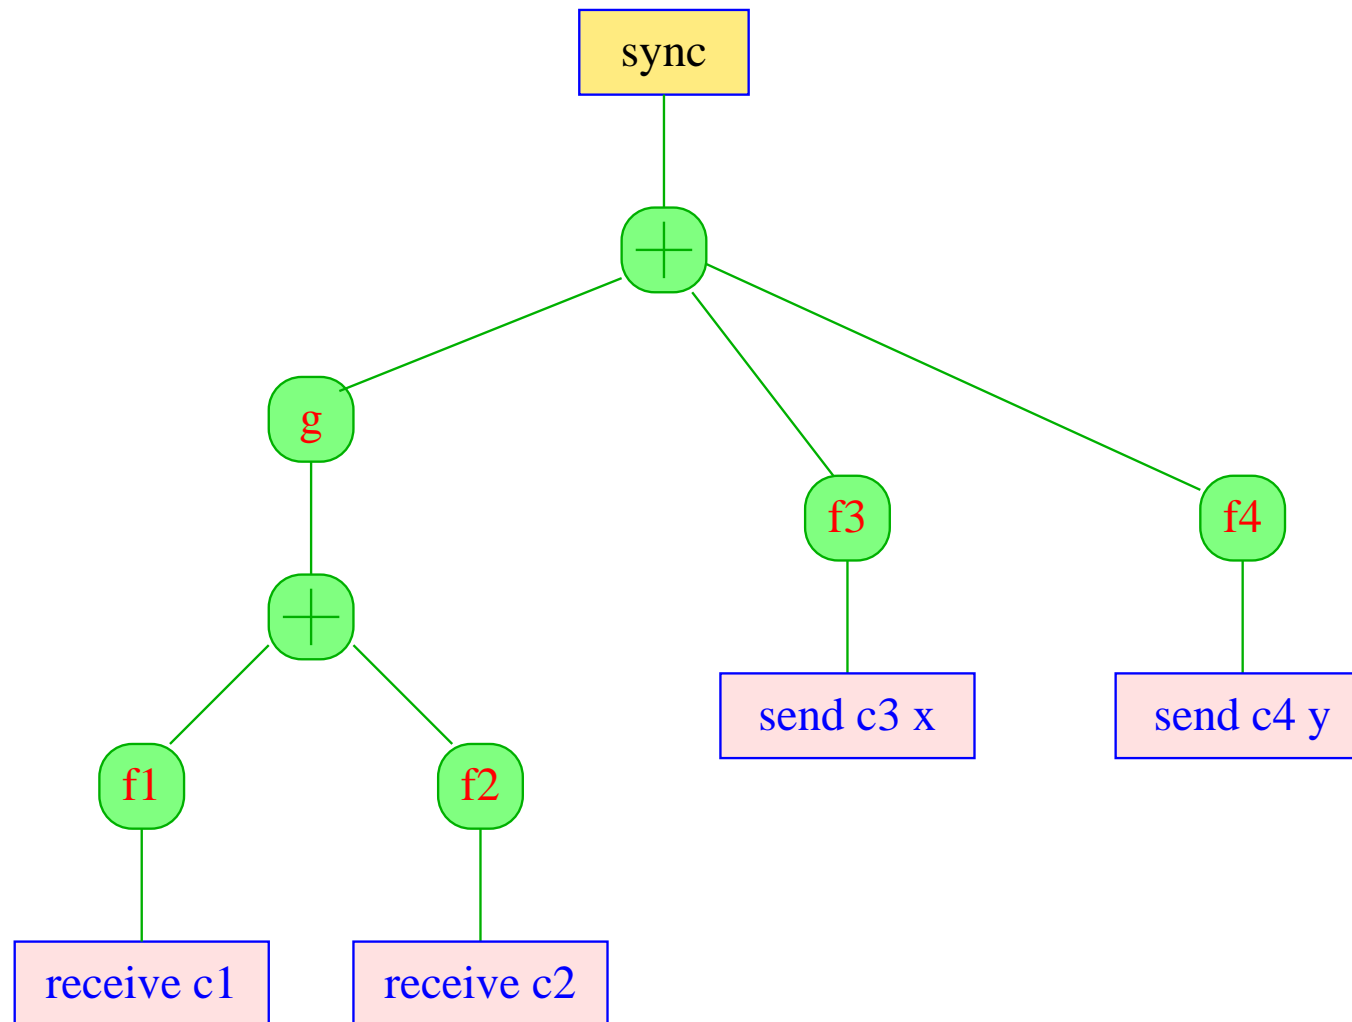 sync
g
f3
f4
send c3 x
send c4 y
f1
f2
receive c1
receive c2